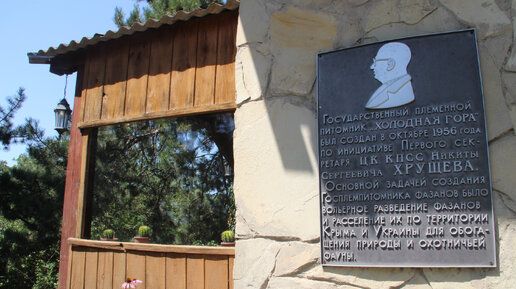 Государственный племенной
питомник „Холодная гора"
был создан в октябре 1956 года
по инициативе Первого сек-
ретаря ЦК КПСС Никиты
Сергеевича ХРУЩЕВА.
Основной задачей создания
Госплемпитомника фазанов было
вольерное разведение фазанов
и расселение их по территории
Крыма и Украины для обога-
щения природы и охотничьей
фауны.